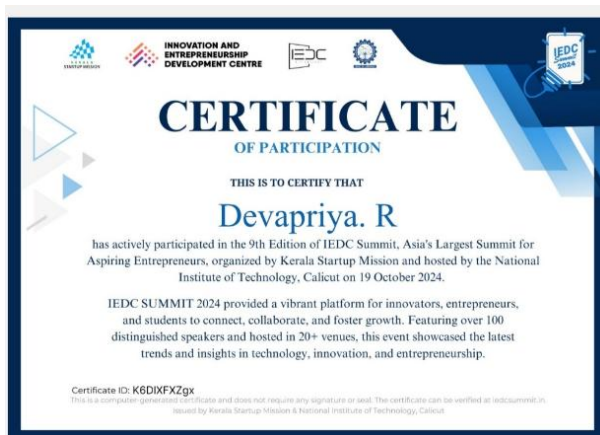 KERALA
STARTUP MISSION
INNOVATION AND
ENTREPRENEURSHIP
DEVELOPMENT CENTRE
IEDC
IEDC
Summit
2024
CERTIFICATE
OF PARTICIPATION
THIS IS TO CERTIFY THAT
Devapriya. R
has actively participated in the 9th Edition of IEDC Summit, Asia's Largest Summit for
Aspiring Entrepreneurs, organized by Kerala Startup Mission and hosted by the National
Institute of Technology, Calicut on 19 October 2024.
IEDC SUMMIT 2024 provided a vibrant platform for innovators, entrepreneurs,
and students to connect, collaborate, and foster growth. Featuring over 100
distinguished speakers and hosted in 20+ venues, this event showcased the latest
trends and insights in technology, innovation, and entrepreneurship.
Certificate ID: K6DIXFXZgx
This is a computer-generated certificate and does not require any signature or seal. The certificate can be verified at iedcsummit.in.
Issued by Kerala Startup Mission & National Institute of Technology, Calicut